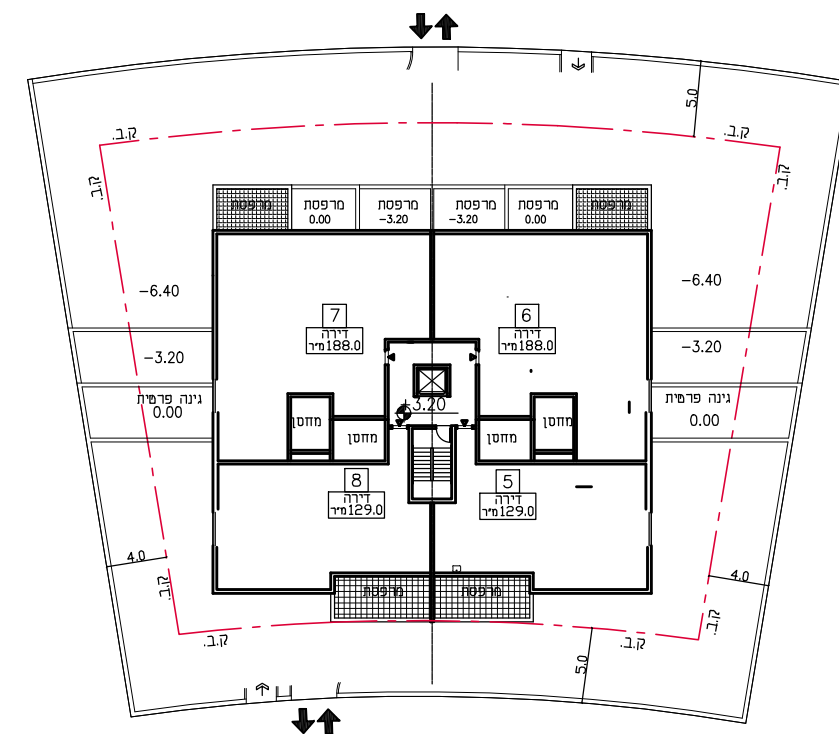 5.0
ק.ב.
ק.ב.
ק.ב.
ק.ב.
מרפסת
מרפסת
0.00
מרפסת
-3.20
מרפסת
-3.20
מרפסת
0.00
מרפסת
-6.40
-6.40
7
דירה
188.0מ"ר
6
דירה
188.0מ"ר
-3.20
-3.20
גינה פרטית
0.00
גינה פרטית
0.00
+3.20
מחסן
מחסן
מחסן
מחסן
8
דירה
129.0מ"ר
5
דירה
129.0מ"ר
4.0
4.0
מרפסת
מרפסת
ק.ב.
ק.ב.
ק.ב.
ק.ב.
5.0